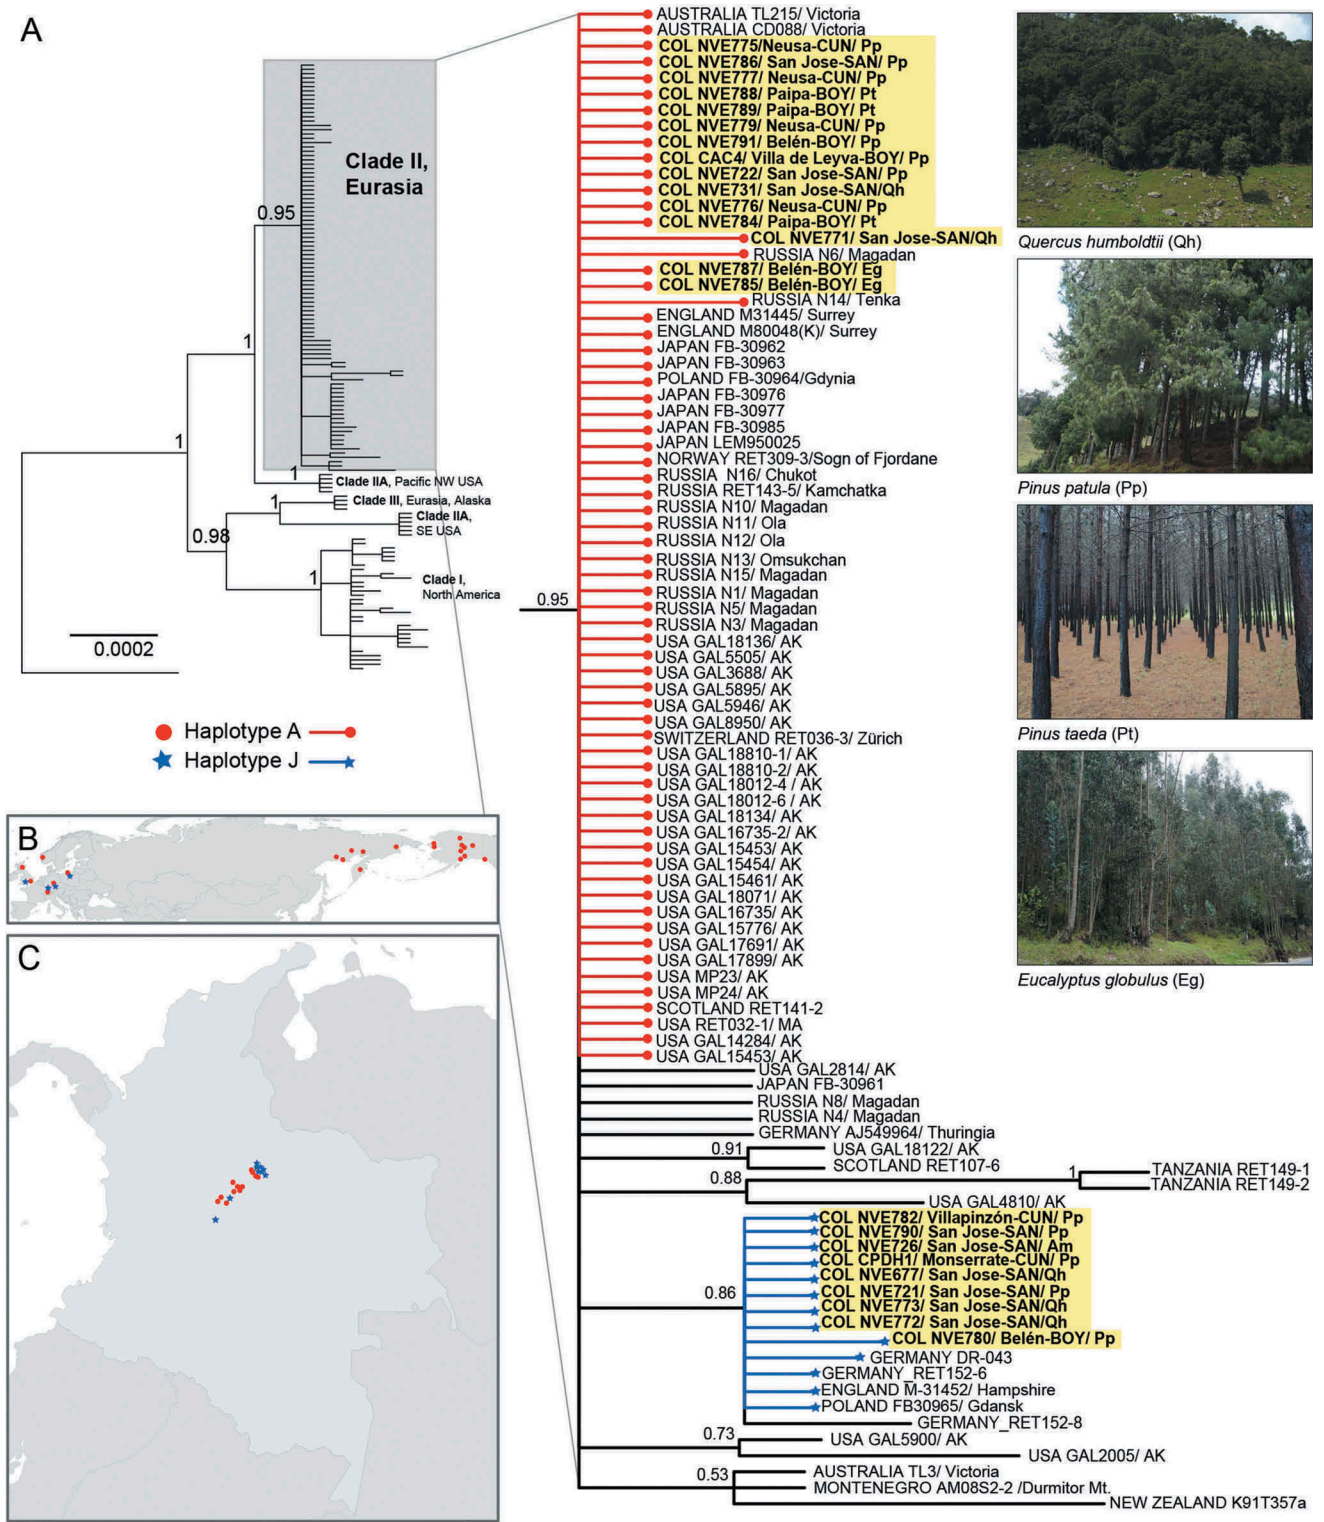 A
Clade II,
Eurasia
0.95
1
1
1
Clade IIA, Pacific NW USA
1
Clade III, Eurasia, Alaska
Clade IIA,
SE USA
0.98
1
Clade I,
North America
0.0002
Haplotype A
Haplotype J
B
C
0.95
AUSTRALIA TL215/ Victoria
AUSTRALIA CD088/ Victoria
COL NVE775/Neusa-CUN/ Pp
COL NVE786/ San Jose-SAN/ Pp
COL NVE777/ Neusa-CUN/ Pp
COL NVE788/ Paipa-BOY/ Pt
COL NVE789/ Paipa-BOY/ Pt
COL NVE779/ Neusa-CUN/ Pp
COL NVE791/ Belén-BOY/ Pp
COL CAC4/ Villa de Leyva-BOY/ Pp
COL NVE722/ San Jose-SAN/ Pp
COL NVE731/ San Jose-SAN/Qh
COL NVE776/ Neusa-CUN/ Pp
COL NVE784/ Paipa-BOY/ Pt
COL NVE771/ San Jose-SAN/Qh
RUSSIA N6/ Magadan
COL NVE787/ Belén-BOY/ Eg
COL NVE785/ Belén-BOY/ Eg
RUSSIA N14/ Tenka
ENGLAND M31445/ Surrey
ENGLAND M80048(K)/ Surrey
JAPAN FB-30962
JAPAN FB-30963
POLAND FB-30964/Gdynia
JAPAN FB-30976
JAPAN FB-30977
JAPAN FB-30985
JAPAN LEM950025
NORWAY RET309-3/Sogn of Fjordane
RUSSIA N16/ Chukot
RUSSIA RET143-5/ Kamchatka
RUSSIA N10/ Magadan
RUSSIA N11/ Ola
RUSSIA N12/ Ola
RUSSIA N13/ Omsukchan
RUSSIA N15/ Magadan
RUSSIA N1/ Magadan
RUSSIA N5/ Magadan
RUSSIA N3/ Magadan
USA GAL18136/ AK
USA GAL5505/ AK
USA GAL3688/ AK
USA GAL5895/ AK
USA GAL5946/ AK
USA GAL8950/ AK
SWITZERLAND RET036-3/ Zürich
USA GAL18810-1/ AK
USA GAL18810-2/ AK
USA GAL18012-4 / AK
USA GAL18012-6 / AK
USA GAL18134/ AK
USA GAL16735-2/ AK
USA GAL15453/ AK
USA GAL15454/ AK
USA GAL15461/ AK
USA GAL18071/ AK
USA GAL16735/ AK
USA GAL15776/ AK
USA GAL17691/ AK
USA GAL17899/ AK
USA MP23/ AK
USA MP24/ AK
SCOTLAND RET141-2
USA RET032-1/ MA
USA GAL14284/ AK
USA GAL15453/ AK
USA GAL2814/ AK
JAPAN FB-30961
RUSSIA N8/ Magadan
RUSSIA N4/ Magadan
GERMANY AJ549964/ Thuringia
0.91
USA GAL18122/ AK
SCOTLAND RET107-6
0.88
1
TANZANIA RET149-1
TANZANIA RET149-2
USA GAL4810/ AK
0.86
COL NVE782/ Villapinzón-CUN/ Pp
COL NVE790/ San Jose-SAN/ Pp
COL NVE726/ San Jose-SAN/ Am
COL CPDH1/ Monserrate-CUN/ Pp
COL NVE677/ San Jose-SAN/Qh
COL NVE721/ San Jose-SAN/ Pp
COL NVE773/ San Jose-SAN/Qh
COL NVE772/ San Jose-SAN/Qh
COL NVE780/ Belén-BOY/ Pp
GERMANY DR-043
GERMANY_RET152-6
ENGLAND M-31452/ Hampshire
POLAND FB30965/ Gdansk
GERMANY_RET152-8
0.73
USA GAL5900/ AK
USA GAL2005/ AK
0.53
AUSTRALIA TL3/ Victoria
MONTENEGRO AM08S2-2 /Durmitor Mt.
NEW ZEALAND K91T357a
Quercus humboldtii (Qh)
Pinus patula (Pp)
Pinus taeda (Pt)
Eucalyptus globulus (Eg)